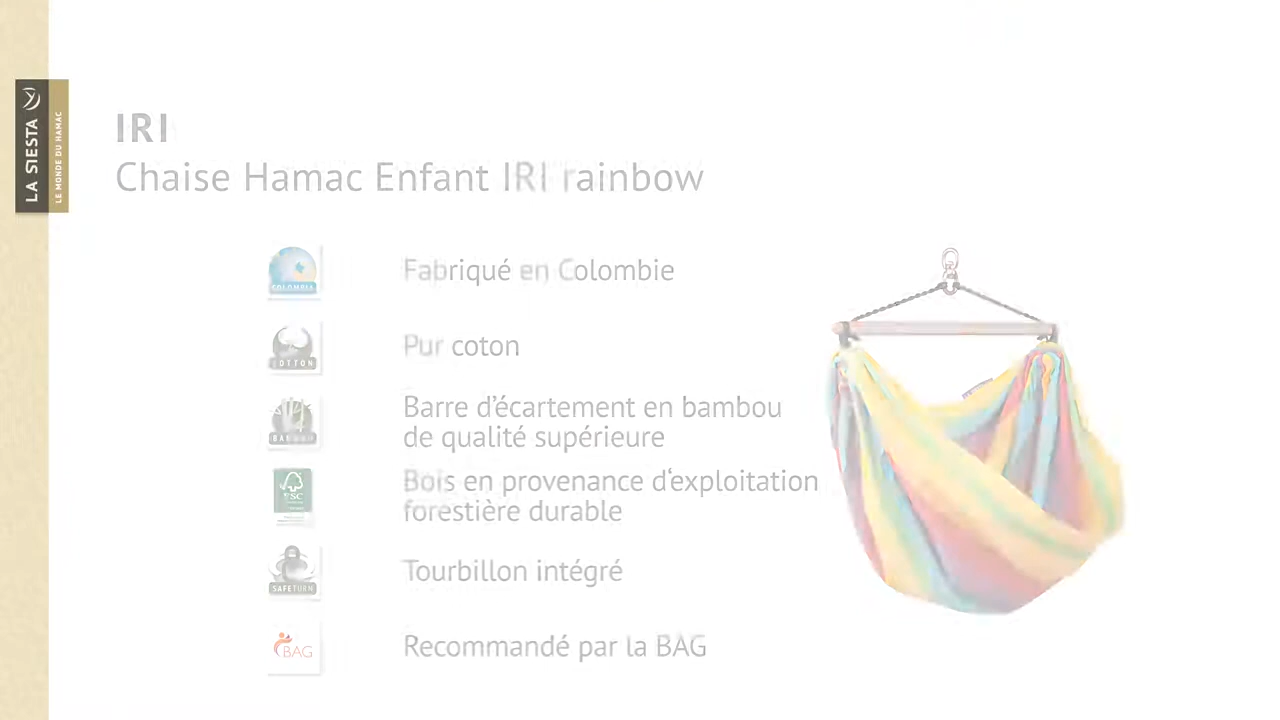 LA SIESTA
LE MONDE DU HAMAC
IRI
Chaise Hamac Enfant IRI rainbow
COLOMBIA
Fabriqué en Colombie
COTTON
Pur coton
BAMBOO
Barre d’écartement en bambou
de qualité supérieure
FSC
Bois en provenance d‘exploitation
forestière durable
SAFETURN
Tourbillon intégré
BAG
Recommandé par la BAG